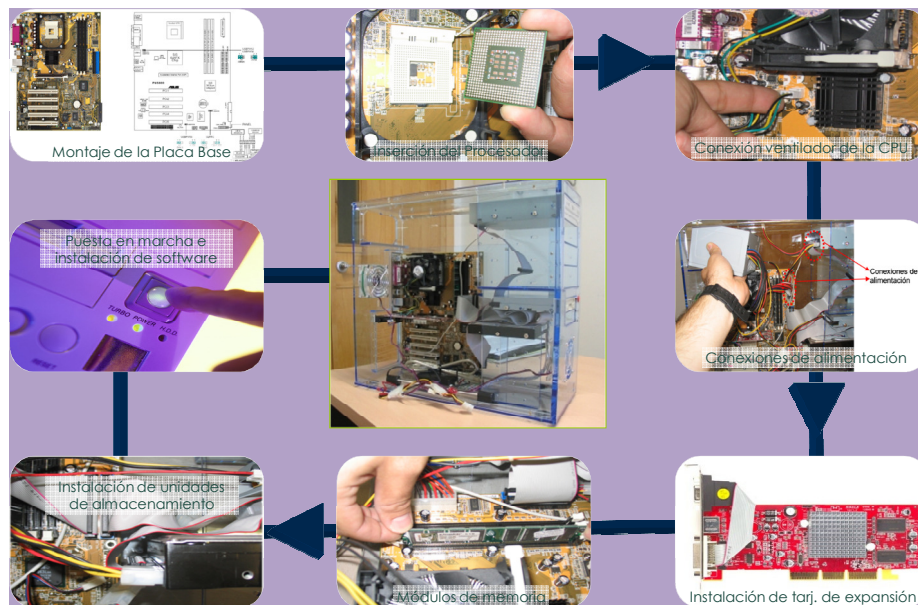 Montaje de la Placa Base
Inserción del Procesador
Conexión ventilador de la CPU
Puesta en marcha e
instalación de software
TURBO POWER H.D.D.
RESET
Conexiones de
alimentación
Conexiones de alimentación
Instalación de unidades
de almacenamiento
Módulos de memoria
Instalación de tarj. de expansión